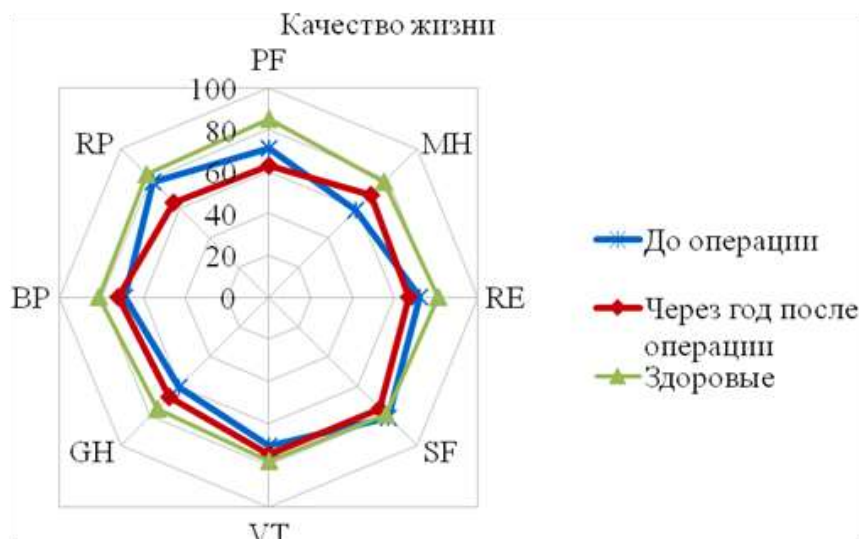 Качество жизни
PF
100
RP
80
MH
60
40
20
BP
0
RE
GH
SF
VT
До операции
Через год после
операции
Здоровые